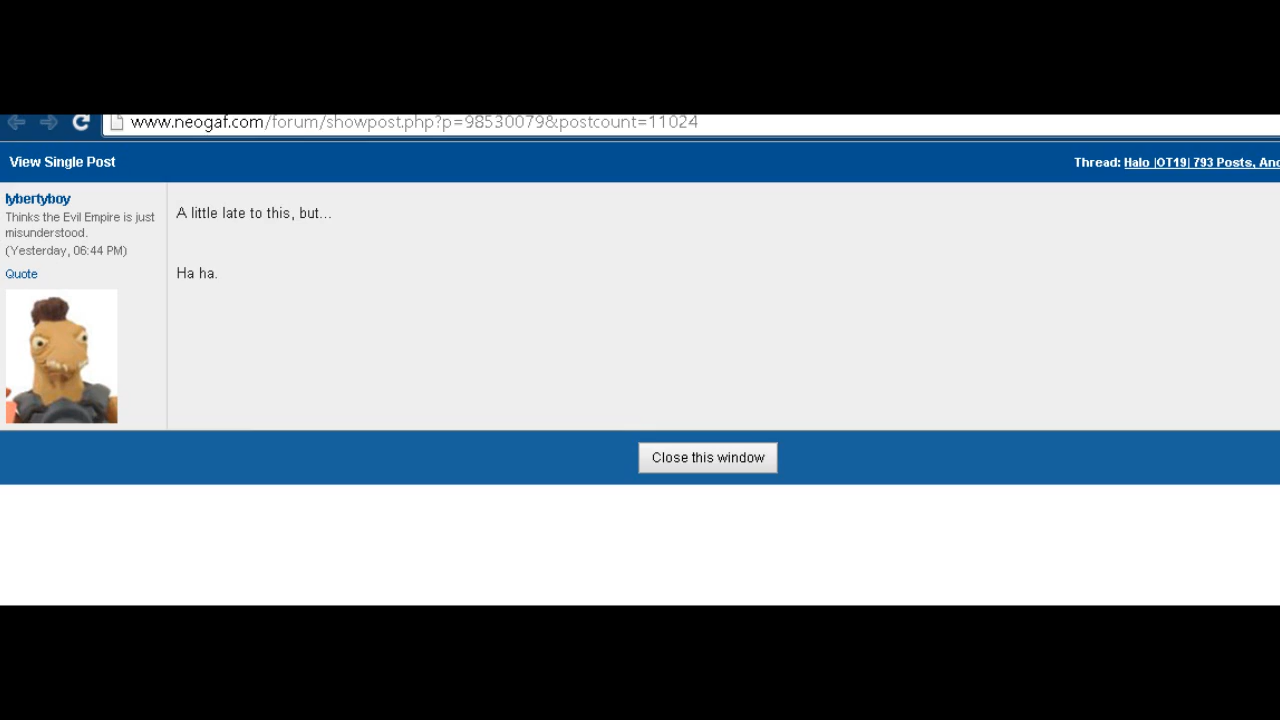 www.neogaf.com/forum/showpost.php?p=98530079&postcount=11024
View Single Post
Thread: Halo |OT19| 793 Posts, And
lybertyboy
Thinks the Evil Empire is just
misunderstood.
(Yesterday, 06:44 PM)
Quote
A little late to this, but...
Ha ha.
Close this window